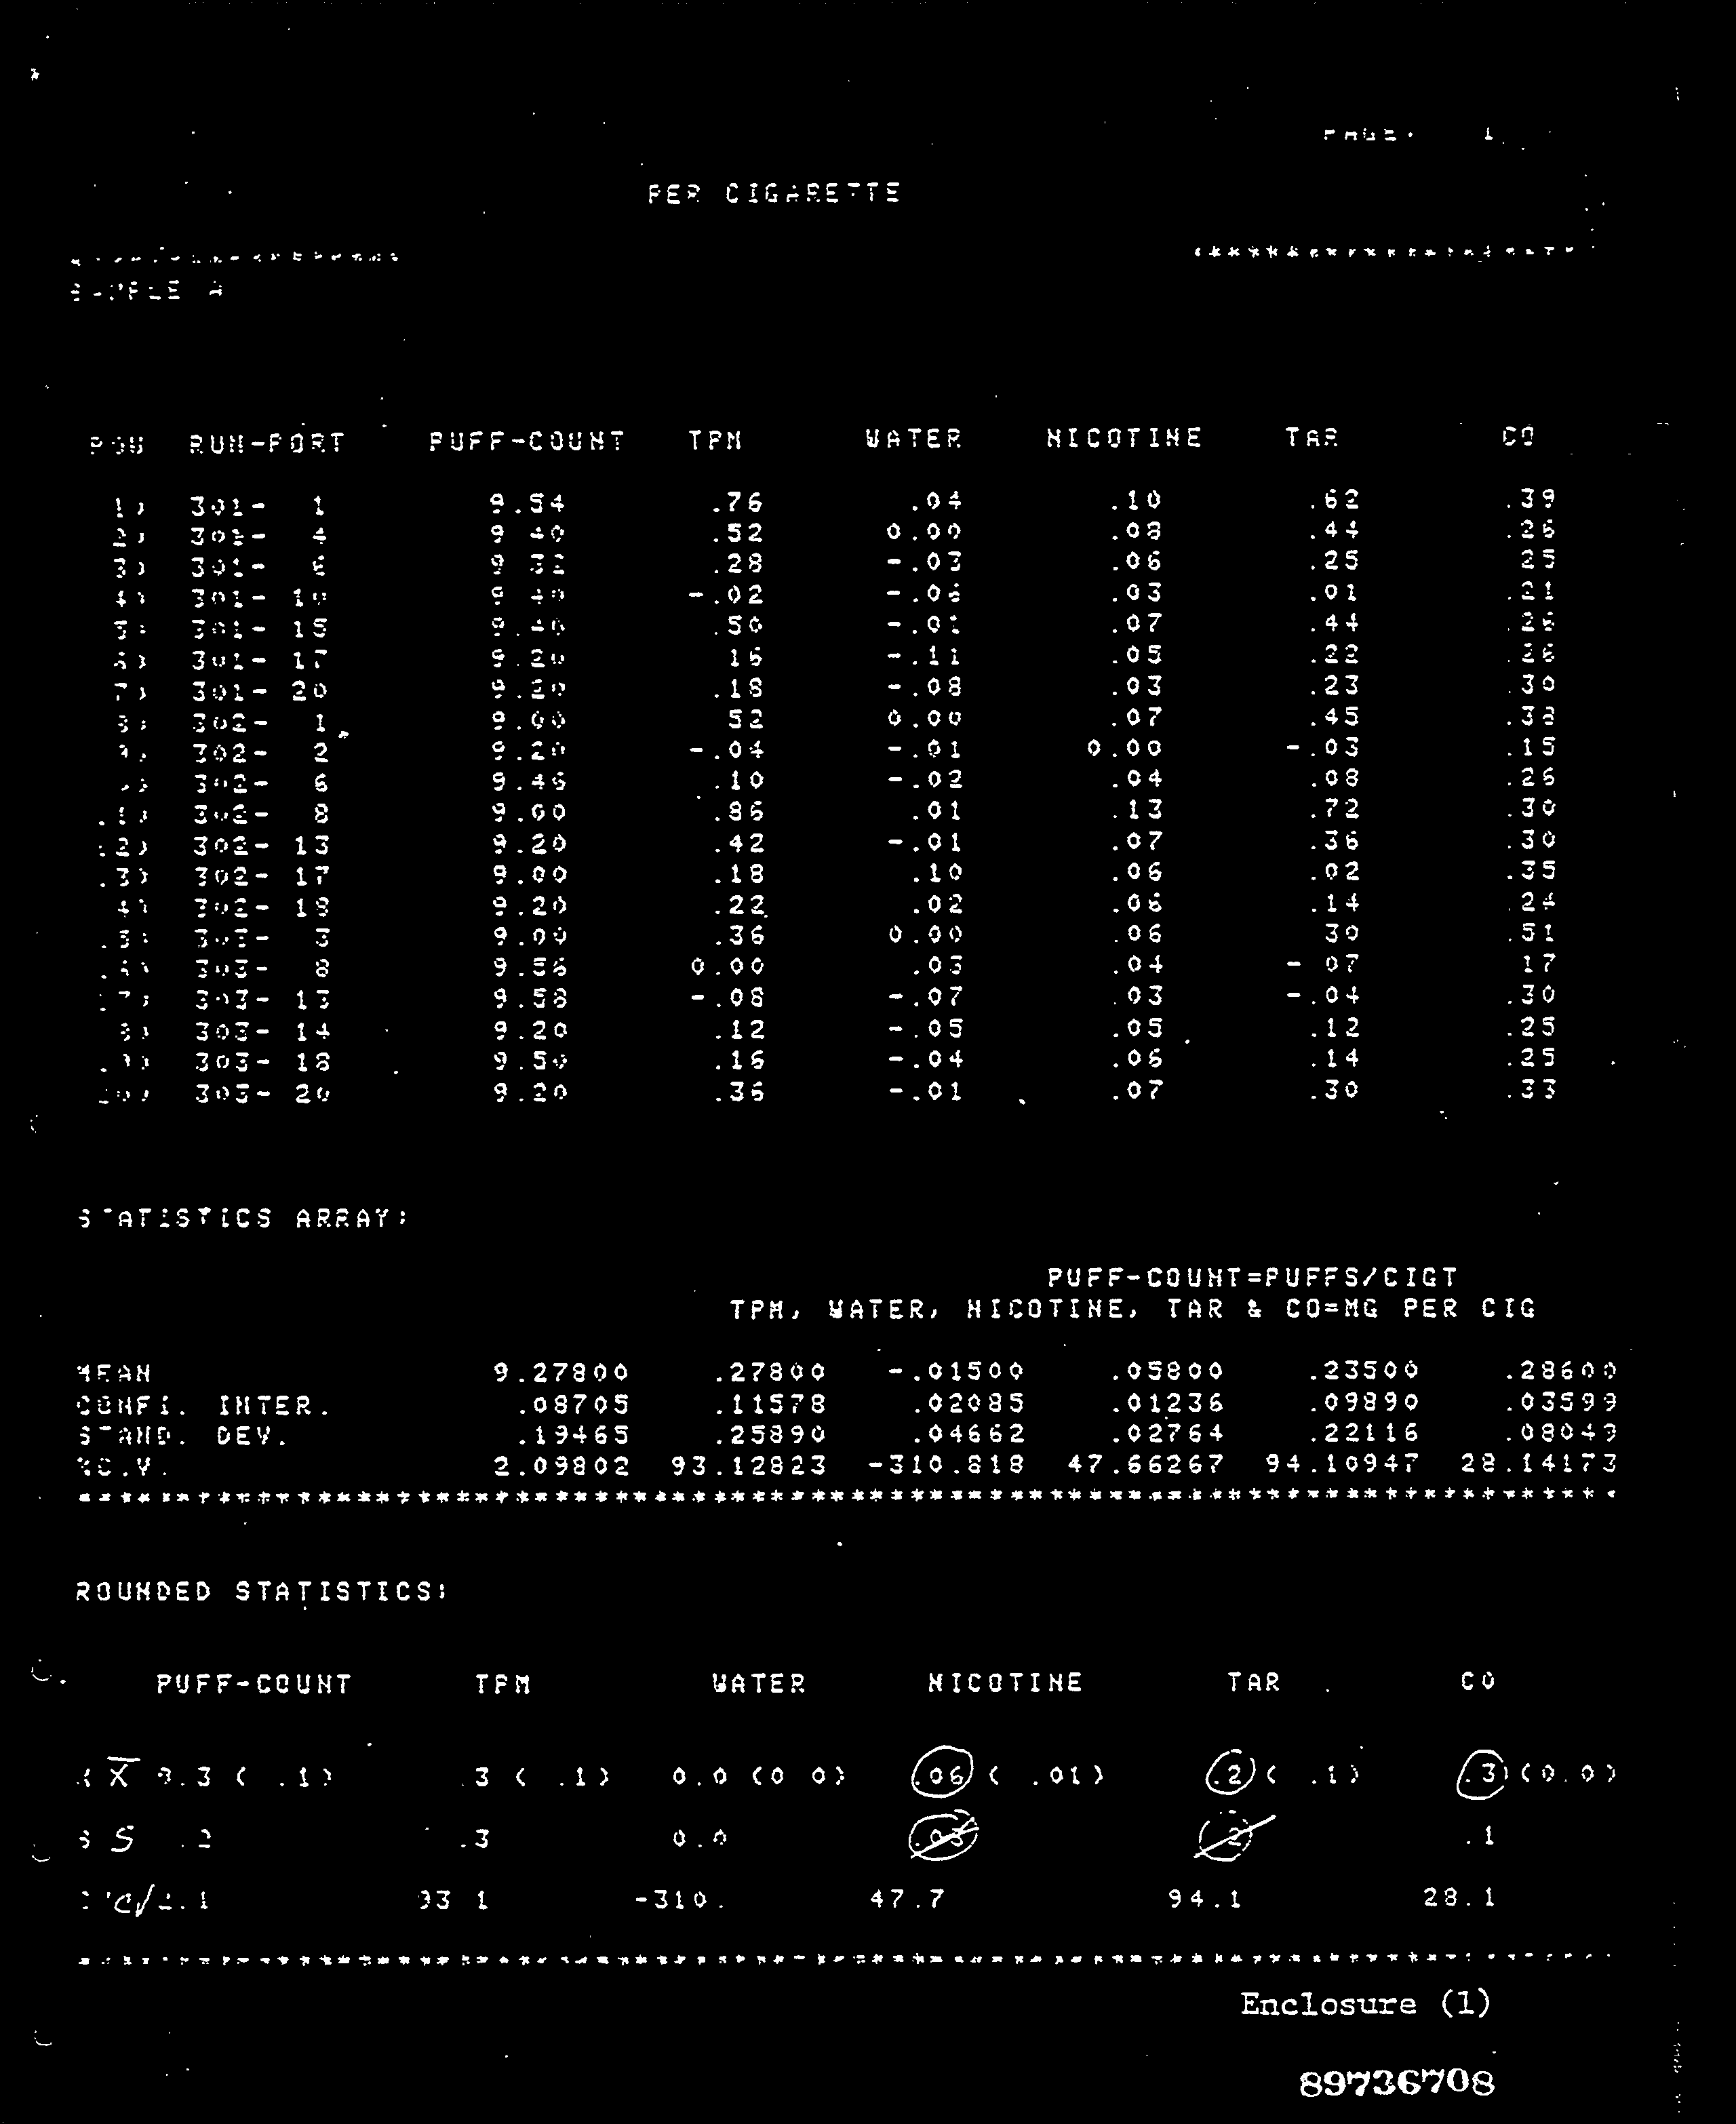 PAGE: 1
PER CIGARETTE
SAMPLE A
ROW RUN-PORT PUFF-COUNT TPM WATER NICOTINE TAR CO
1) 301- 1 9.54 .76 .04 .10 .62 .39
2) 301- 4 9 40 .52 0.00 .08 .44 .26
3) 301- 6 9 32 .28 -.03 .06 .25 25
4) 301- 10 9 40 -.02 -.06 .03 .01 .21
5) 301- 15 9.40 .50 -.01 .07 .44 .26
6) 301- 17 9.20 16 -.11 .05 .22 .26
7) 301- 20 9.20 .18 -.08 .03 .23 .30
8) 302- 1 9.00 52 0.00 .07 .45 .38
9) 302- 2 9.20 -.04 -.01 0.00 -.03 .15
302- 6 9.46 .10 -.02 .04 .08 .26
302- 8 9.00 .86 .01 .13 .72 .30
302- 13 9.20 .42 -.01 .07 .36 .30
302- 17 9.00 .18 .10 .06 .02 .35
302- 18 9.20 .22 .02 .06 .14 .24
303- 3 9.00 .36 0.00 .06 30 .51
303- 8 9.56 0.00 .03 .04 - 07 17
303- 13 9.58 -.08 -.07 .03 -.04 .30
303- 14 9.20 .12 -.05 .05 .12 .25
303- 18 9.50 .16 -.04 .06 .14 .25
303- 20 9.20 .36 -.01 .07 .30 .33
STATISTICS ARRAY:
PUFF-COUNT=PUFFS/CIGT
TPM, WATER, NICOTINE, TAR & CO=MG PER CIG
MEAN 9.27800 .27800 -.01500 .05800 .23500 .28600
CONFI. INTER. .08705 .11578 .02085 .01236 .09890 .03599
STAND. DEV. .19465 .25890 .04662 .02764 .22116 .08049
%C.V. 2.09802 93.12823 -310.818 47.66267 94.10947 28.14173
ROUNDED STATISTICS:
PUFF-COUNT TPM WATER NICOTINE TAR CO
X 9.3 ( .1) .3 ( .1) 0.0 (0 0) .06 ( .01) .2 ( .1) .3 (0.0)
S .2 .3 0.0 .03 .2 .1
CV 2.1 93 1 -310. 47.7 94.1 28.1
Enclosure (1)
89736708